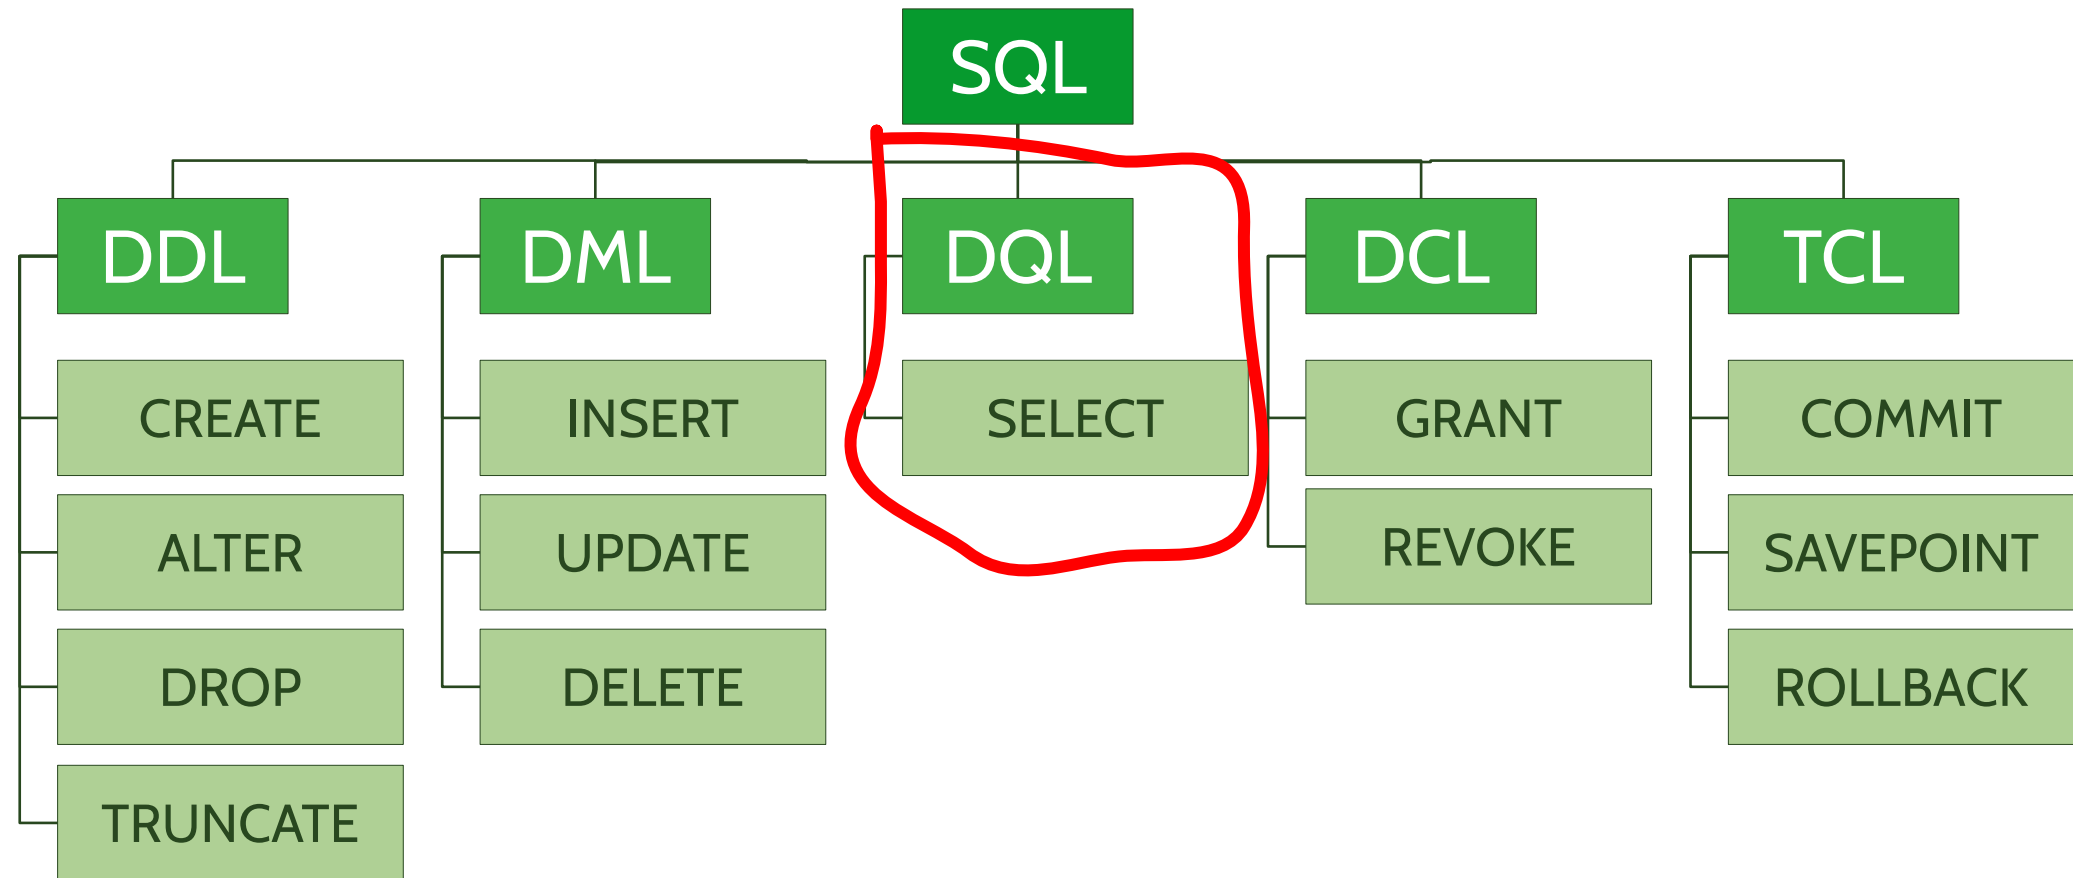 SQL
DDL
DML
DQL
DCL
TCL
CREATE
ALTER
DROP
TRUNCATE
INSERT
UPDATE
DELETE
SELECT
GRANT
REVOKE
COMMIT
SAVEPOINT
ROLLBACK